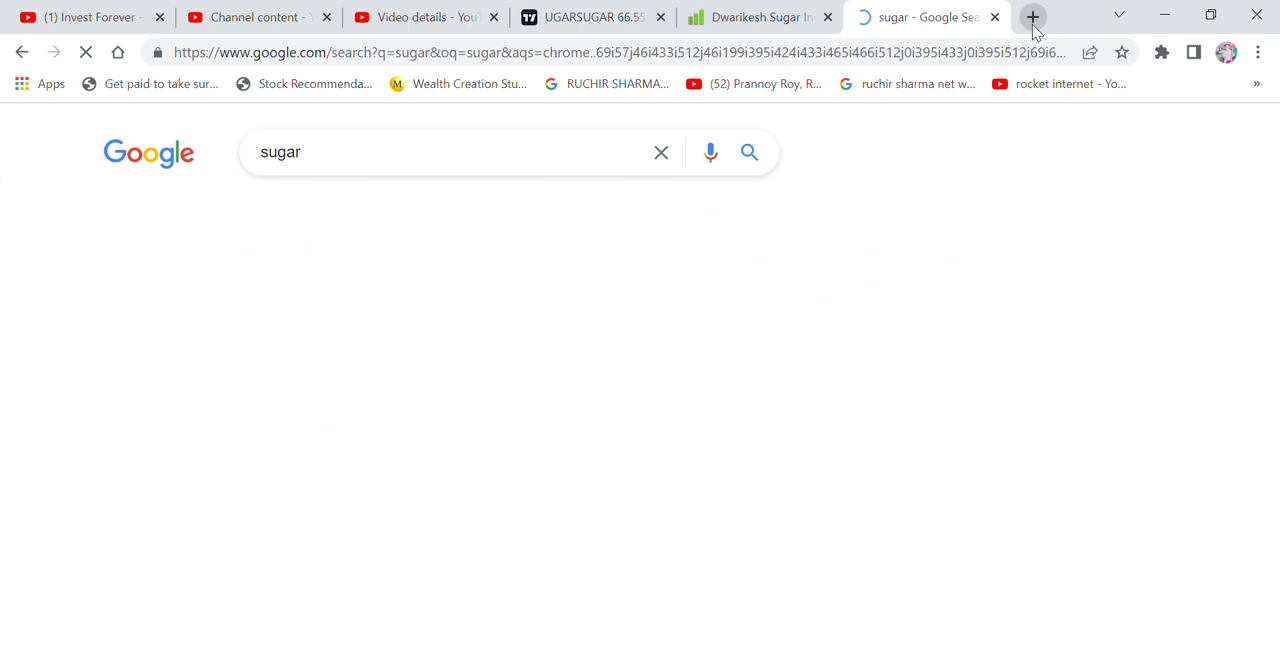 (1) Invest Forever -
Channel content - Y
Video details - YouT
UGARSUGAR 66.55
Dwarikesh Sugar In
sugar - Google Sea
https://www.google.com/search?q=sugar&oq=sugar&aqs=chrome..69i57j46i433i512j46i199i395i424i433i465i466i512j0i395i433j0i395i512j69i6...
Apps
Get paid to take sur...
Stock Recommenda...
M
Wealth Creation Stu...
RUCHIR SHARMA...
(52) Prannoy Roy, R...
ruchir sharma net w...
rocket internet - Yo...
»
Google
sugar